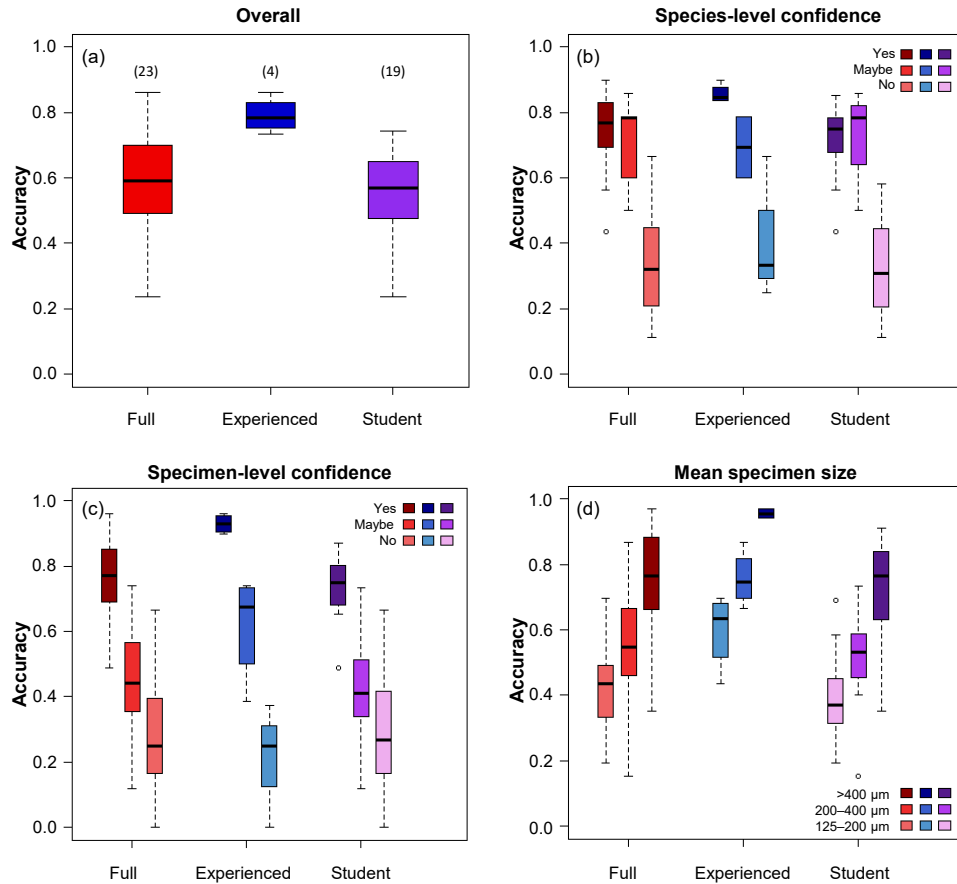 Overall
(a)
(23)
(4)
(19)
1.0
0.8
0.6
0.4
0.2
0.0
Accuracy
Full
Experienced
Student
Species-level confidence
(b)
Yes
Maybe
No
1.0
0.8
0.6
0.4
0.2
0.0
Accuracy
Full
Experienced
Student
Specimen-level confidence
(c)
Yes
Maybe
No
1.0
0.8
0.6
0.4
0.2
0.0
Accuracy
Full
Experienced
Student
Mean specimen size
(d)
1.0
0.8
0.6
0.4
0.2
0.0
Accuracy
>400 µm
200–400 µm
125–200 µm
Full
Experienced
Student